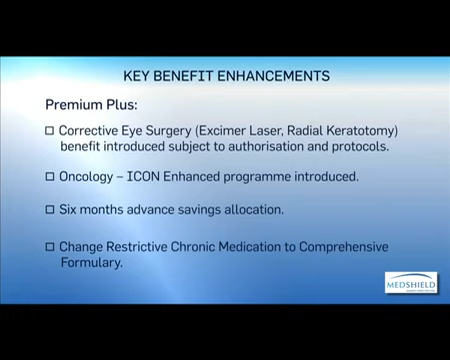 KEY BENEFIT ENHANCEMENTS
Premium Plus:
Corrective Eye Surgery (Excimer Laser, Radial Keratotomy)
benefit introduced subject to authorisation and protocols.
Oncology – ICON Enhanced programme introduced.
Six months advance savings allocation.
Change Restrictive Chronic Medication to Comprehensive
Formulary.
MEDSHIELD